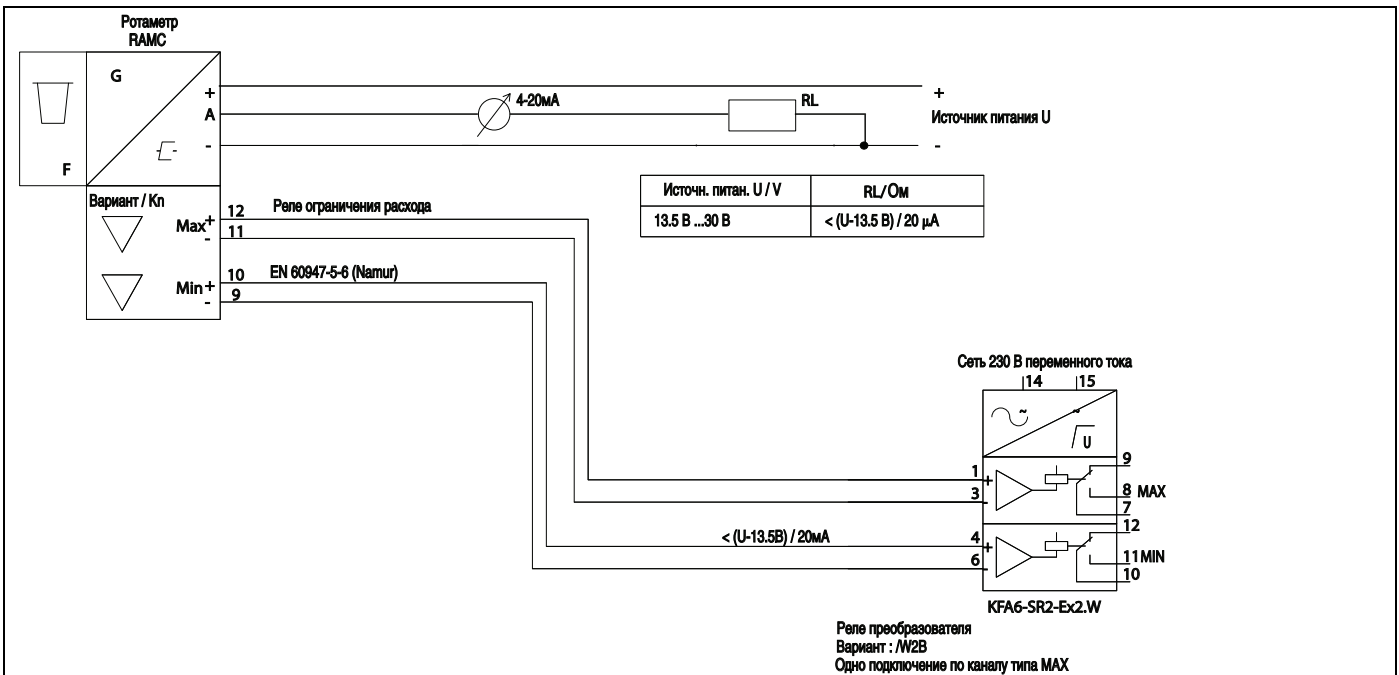 Ротаметр
RAMC
G
+
A
-
F
4-20мА
RL
+
Источник питания U
-
Вариант / Kn
Max+
-
12
11
Реле ограничения расхода
Min+
-
10
9
EN 60947-5-6 (Namur)
Источн. питан. U / V
RL/Ом
13.5 В ...30 В
< (U-13.5 В) / 20 µA
Сеть 230 В переменного тока
14
15
~
~
U
1
+
3
-
9
8 MAX
7
< (U-13.5В) / 20мА
4
+
6
-
12
11 MIN
10
KFA6-SR2-Ex2.W
Реле преобразователя
Вариант : /W2B
Одно подключение по каналу типа MAX